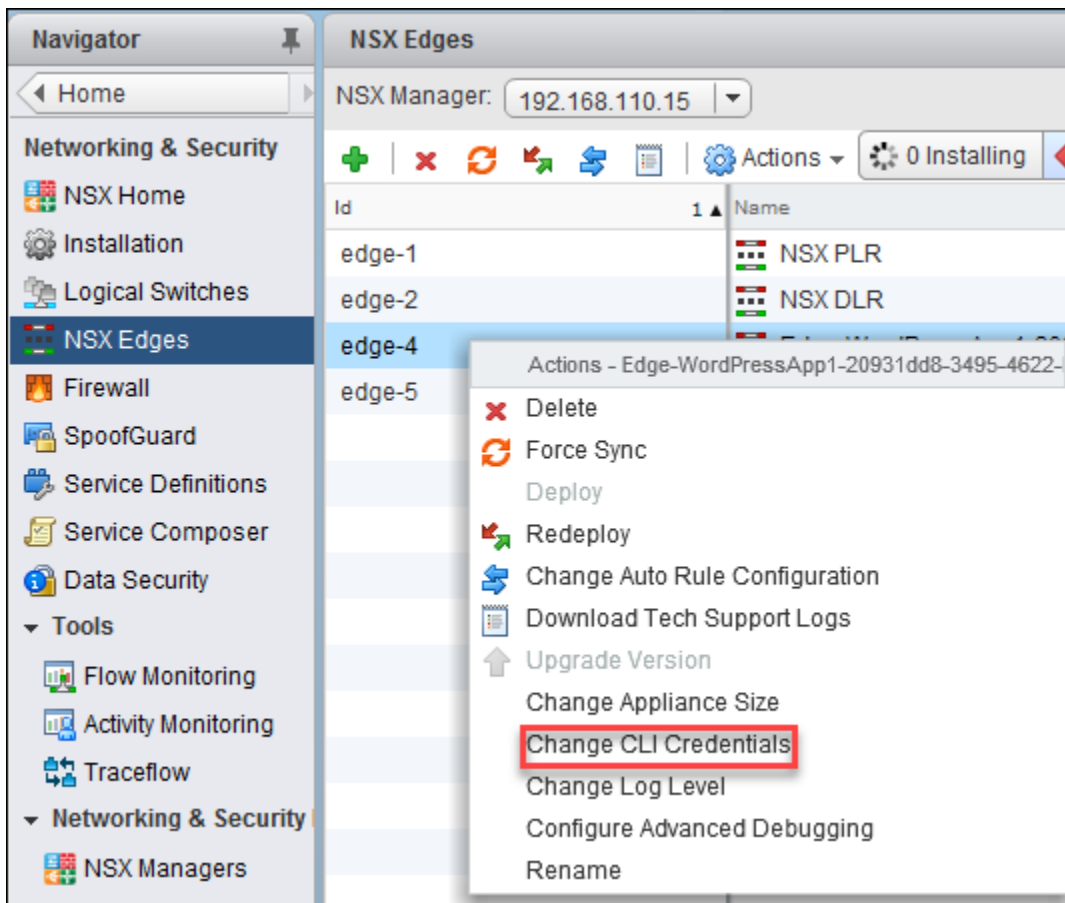 Navigator
Home
Networking & Security
NSX Home
Installation
Logical Switches
NSX Edges
Firewall
SpoofGuard
Service Definitions
Service Composer
Data Security
Tools
Flow Monitoring
Activity Monitoring
Traceflow
Networking & Security
NSX Managers
NSX Edges
NSX Manager: 192.168.110.15
Actions 0 Installing
Id 1 Name
edge-1 NSX PLR
edge-2 NSX DLR
edge-4
edge-5
Actions - Edge-WordPressApp1-20931dd8-3495-4622-
Delete
Force Sync
Deploy
Redeploy
Change Auto Rule Configuration
Download Tech Support Logs
Upgrade Version
Change Appliance Size
Change CLI Credentials
Change Log Level
Configure Advanced Debugging
Rename